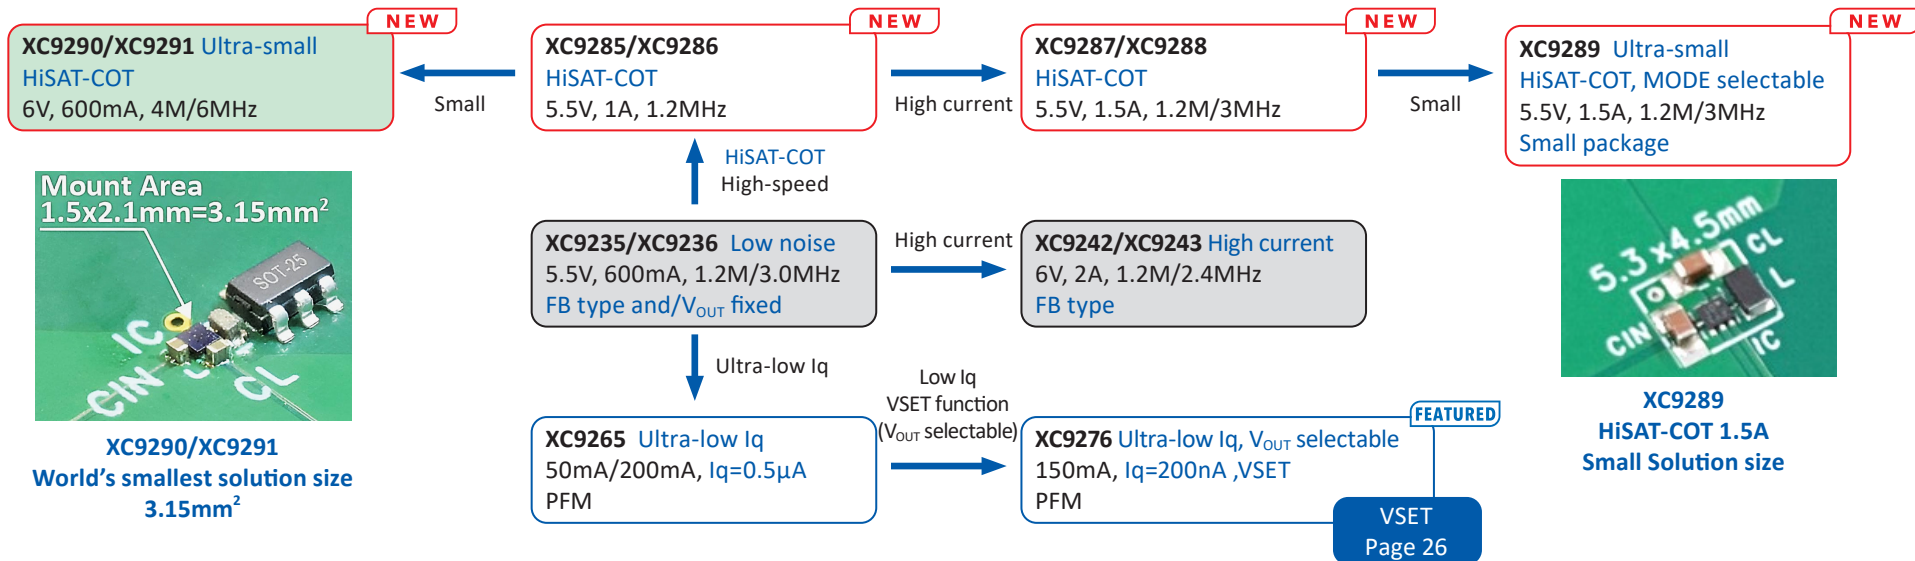 NEW
XC9290/XC9291 Ultra-small
HiSAT-COT
6V, 600mA, 4M/6MHz
Small
NEW
XC9285/XC9286
HiSAT-COT
5.5V, 1A, 1.2MHz
High current
NEW
XC9287/XC9288
HiSAT-COT
5.5V, 1.5A, 1.2M/3MHz
Small
NEW
XC9289 Ultra-small
HiSAT-COT, MODE selectable
5.5V, 1.5A, 1.2M/3MHz
Small package
HiSAT-COT
High-speed
Mount Area
1.5x2.1mm=3.15mm²
SOT-25
IC
CIN
L
CL
XC9290/XC9291
World's smallest solution size
3.15mm²
XC9235/XC9236 Low noise
5.5V, 600mA, 1.2M/3.0MHz
FB type and/VOUT fixed
High current
XC9242/XC9243 High current
6V, 2A, 1.2M/2.4MHz
FB type
5.3x4.5mm
CL
L
CIN
IC
XC9289
HiSAT-COT 1.5A
Small Solution size
Ultra-low Iq
Low Iq
VSET function
(VOUT selectable)
XC9265 Ultra-low Iq
50mA/200mA, Iq=0.5µA
PFM
FEATURED
XC9276 Ultra-low Iq, VOUT selectable
150mA, Iq=200nA ,VSET
PFM
VSET
Page 26